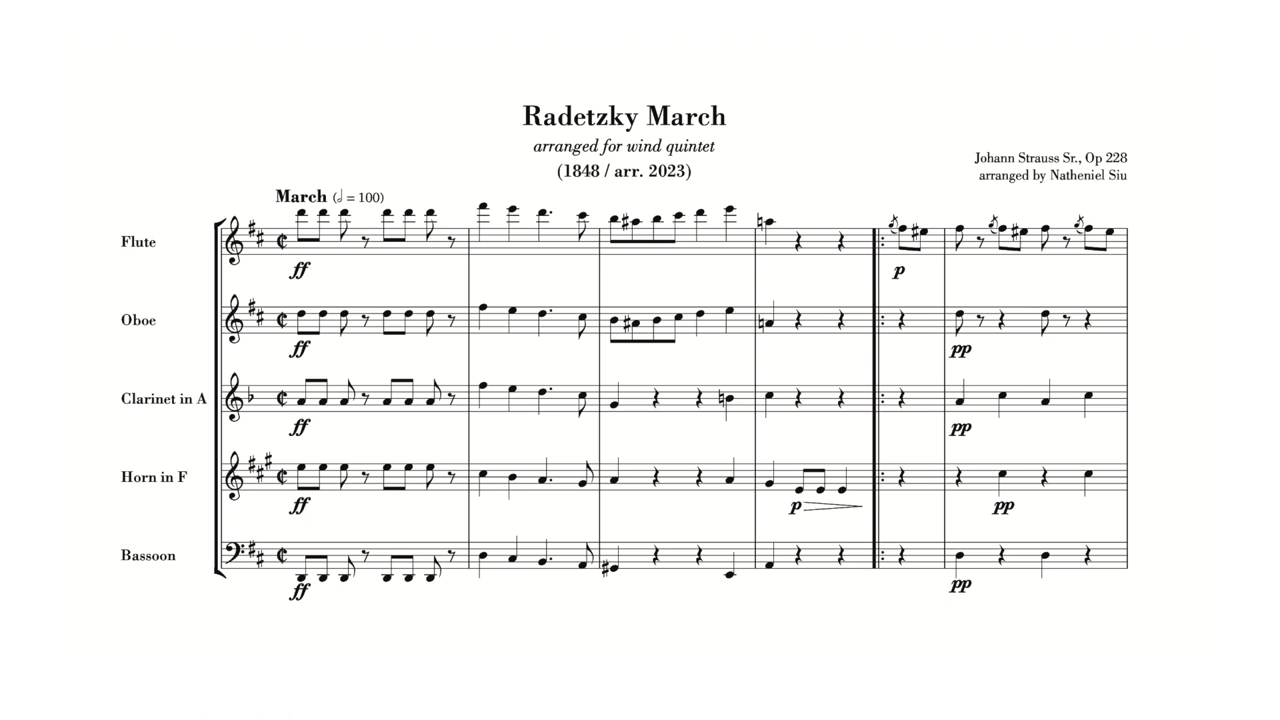 Radetzky March
arranged for wind quintet
(1848 / arr. 2023)
Johann Strauss Sr., Op 228
arranged by Natheniel Siu
March (𝅗𝅥 = 100)
Flute
ff
p
Oboe
ff
pp
Clarinet in A
ff
pp
Horn in F
ff
p
pp
Bassoon
ff
pp